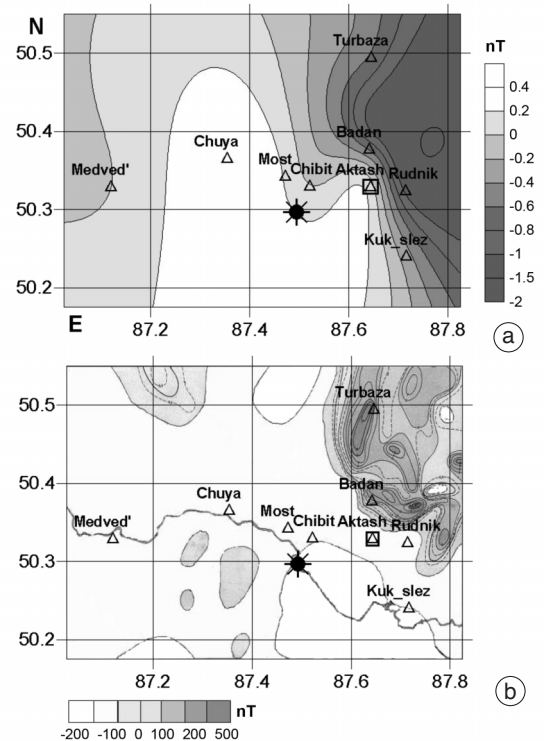 N
nT
50.5
50.4
50.3
50.2
0.4
0.2
0
-0.2
-0.4
-0.6
-0.8
-1
-1.5
-2
Turbaza
Badan
Chuya
Most Chibit Aktash Rudnik
Medved'
Kuk_slez
E
87.2 87.4 87.6 87.8
a
50.5
50.4
50.3
50.2
Turbaza
Badan
Chuya
Most Chibit Aktash Rudnik
Medved'
Kuk_slez
87.2 87.4 87.6 87.8
b
nT
-200 -100 0 100 200 500